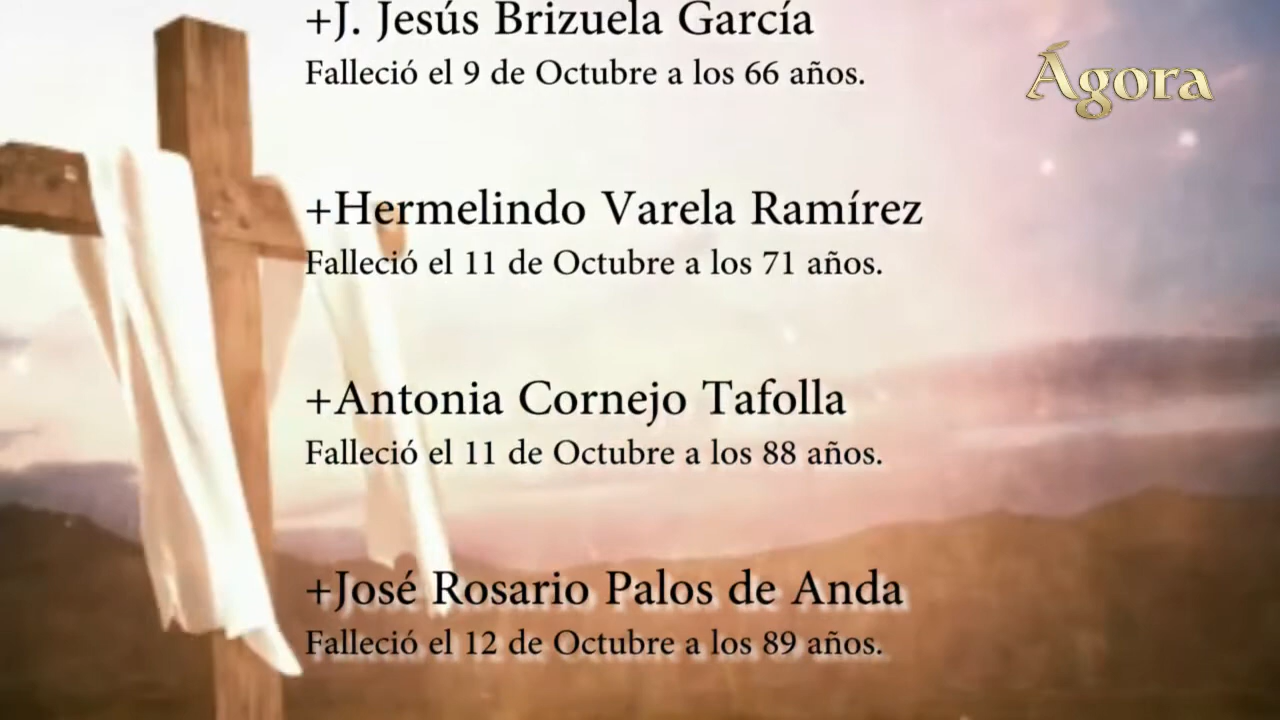 +J. Jesús Brizuela García
Falleció el 9 de Octubre a los 66 años.
Ágora
+Hermelindo Varela Ramírez
Falleció el 11 de Octubre a los 71 años.
+Antonia Cornejo Tafolla
Falleció el 11 de Octubre a los 88 años.
+José Rosario Palos de Anda
Falleció el 12 de Octubre a los 89 años.